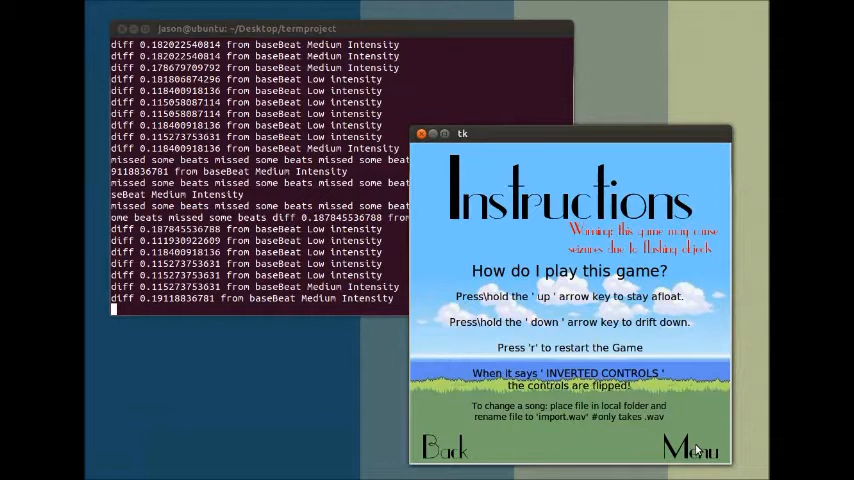 jason@ubuntu: ~/Desktop/termproject
diff 0.182022540814 from baseBeat Medium Intensity
diff 0.182022540814 from baseBeat Medium Intensity
diff 0.178679709792 from baseBeat Medium Intensity
diff 0.181806874296 from baseBeat Low intensity
diff 0.118400918136 from baseBeat Low intensity
diff 0.115058087114 from baseBeat Low intensity
diff 0.115058087114 from baseBeat Low intensity
diff 0.118400918136 from baseBeat Low intensity
diff 0.115273753631 from baseBeat Low intensity
diff 0.118400918136 from baseBeat Medium Intensity
missed some beats missed some beats missed some beat
9118836781 from baseBeat Medium Intensity
missed some beats missed some beats missed some beat
seBeat Medium Intensity
missed some beats missed some beats missed some beat
ome beats missed some beats diff 0.187845536788 from
diff 0.187845536788 from baseBeat Low intensity
diff 0.111930922609 from baseBeat Low intensity
diff 0.118400918136 from baseBeat Low intensity
diff 0.115273753631 from baseBeat Low intensity
diff 0.115273753631 from baseBeat Low intensity
diff 0.115273753631 from baseBeat Medium Intensity
diff 0.19118836781 from baseBeat Medium Intensity
tk
Instructions
Warning: this game may cause
seizures due to flashing objects
How do I play this game?
Press\hold the ' up ' arrow key to stay afloat.
Press\hold the ' down ' arrow key to drift down.
Press 'r' to restart the Game
When it says ' INVERTED CONTROLS '
the controls are flipped!
To change a song: place file in local folder and
rename file to 'import.wav' #only takes .wav
Back
Menu